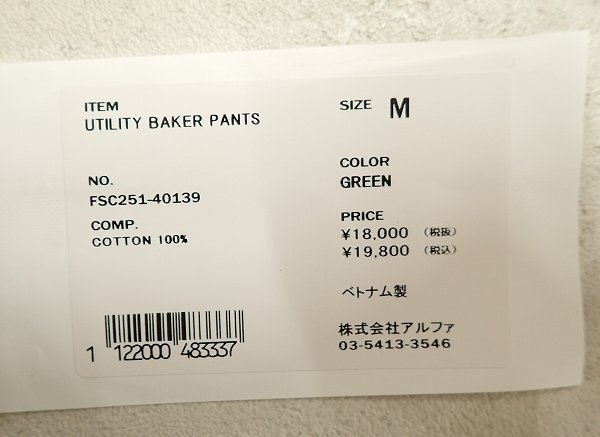 ITEM
UTILITY BAKER PANTS
NO.
FSC251-40139
COMP.
COTTON 100%
1 122000 483337
SIZE M
COLOR
GREEN
PRICE
¥18,000 (税抜)
¥19,800 (税込)
ベトナム製
株式会社アルファ
03-5413-3546